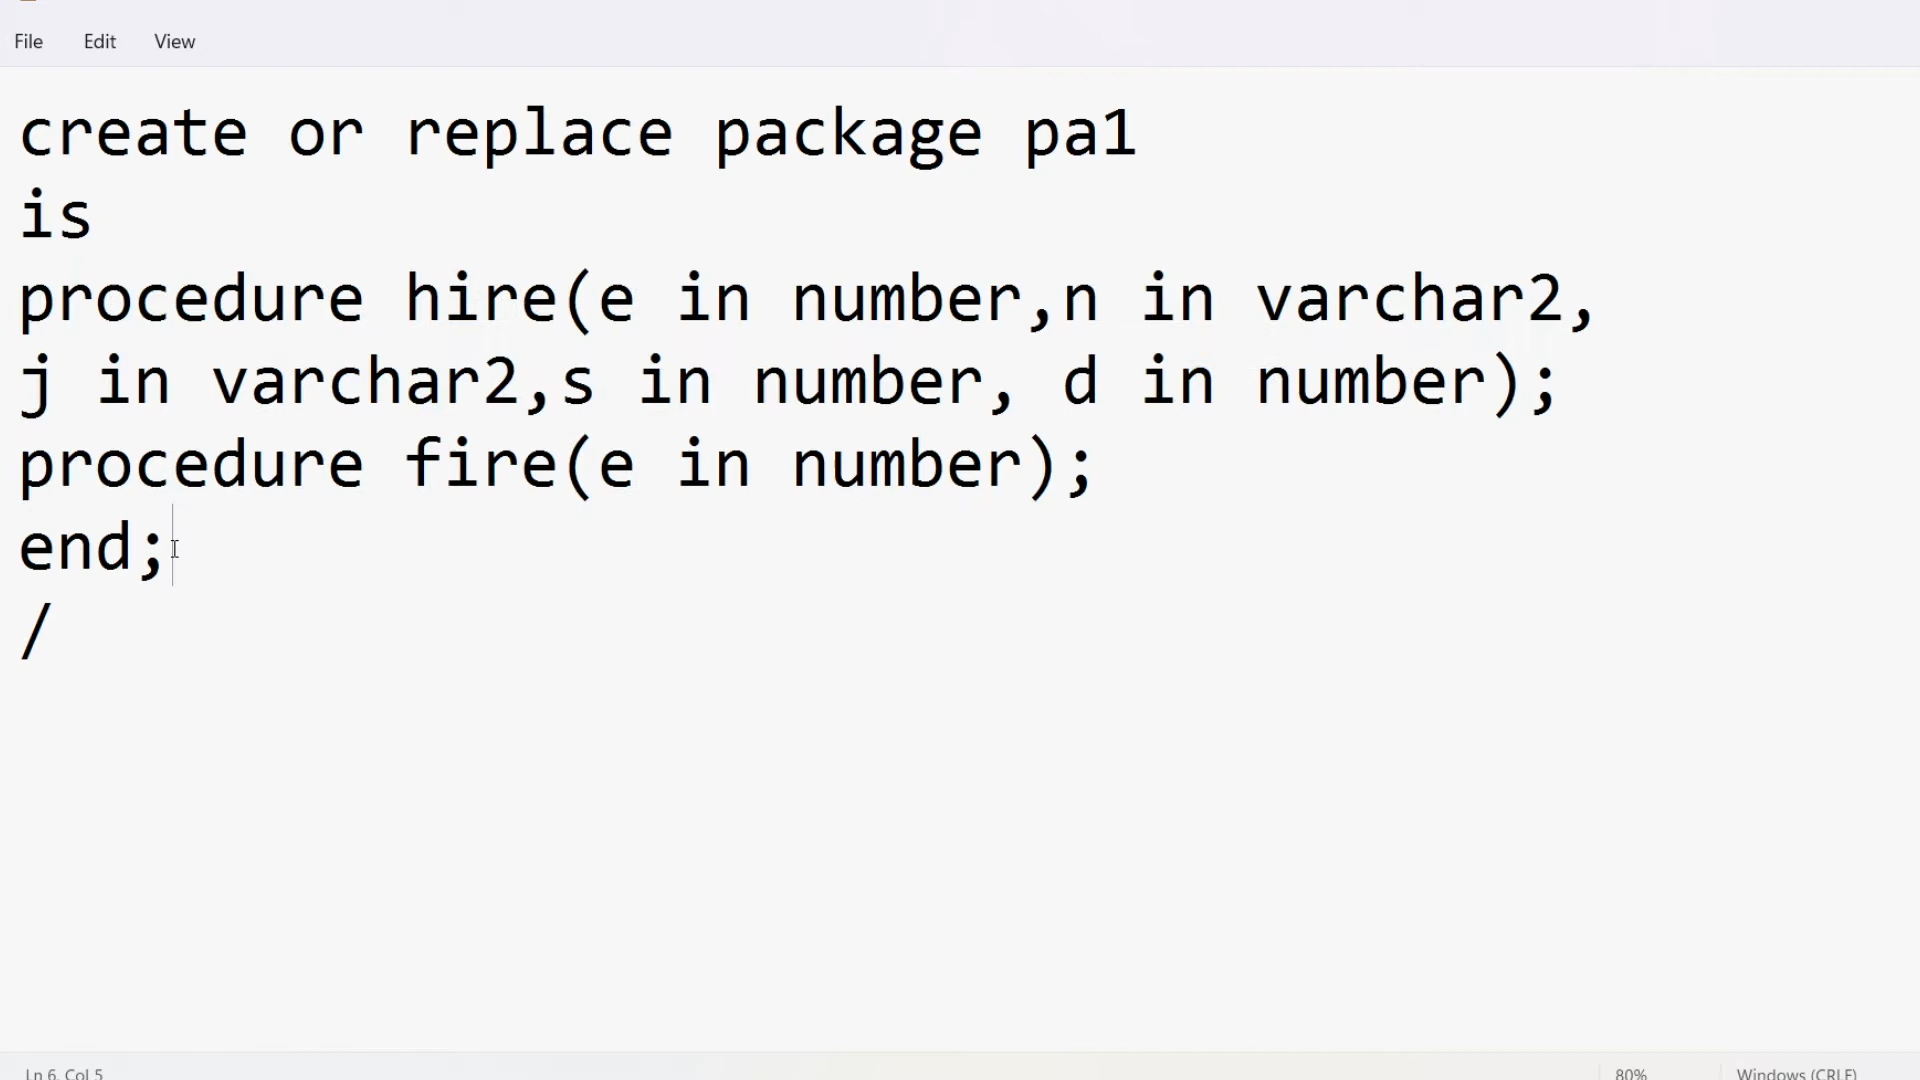 File Edit View
create or replace package pa1
is
procedure hire(e in number,n in varchar2,
j in varchar2,s in number, d in number);
procedure fire(e in number);
end;
/
Ln 6, Col 5 80% Windows (CRLF)